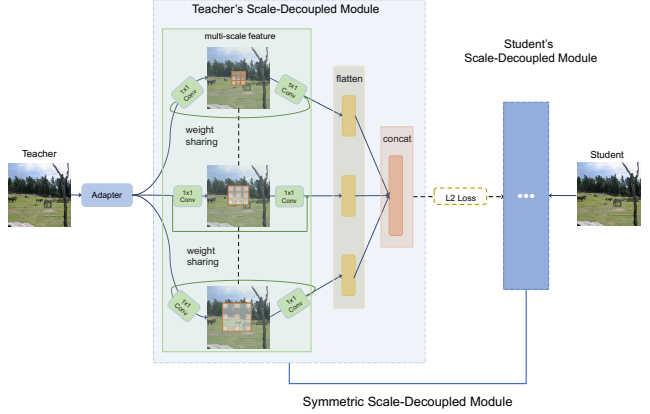 Teacher's Scale-Decoupled Module
multi-scale feature
Student's
Scale-Decoupled Module
1x1
Conv
1x1
Conv
flatten
weight
sharing
concat
Teacher
Student
Adapter
1x1
Conv
1x1
Conv
L2 Loss
weight
sharing
1x1
Conv
1x1
Conv
Symmetric Scale-Decoupled Module